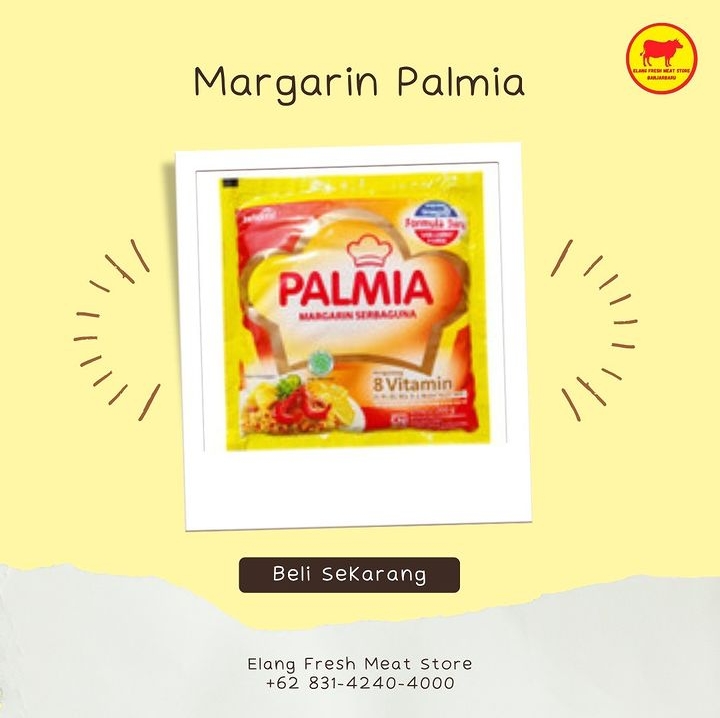 Margarin Palmia
ELANG FRESH MEAT STORE
BANJARBARU
Formula Baru
PALMIA
MARGARIN SERBAGUNA
8 Vitamin
Beli Sekarang
Elang Fresh Meat Store
+62 831-4240-4000